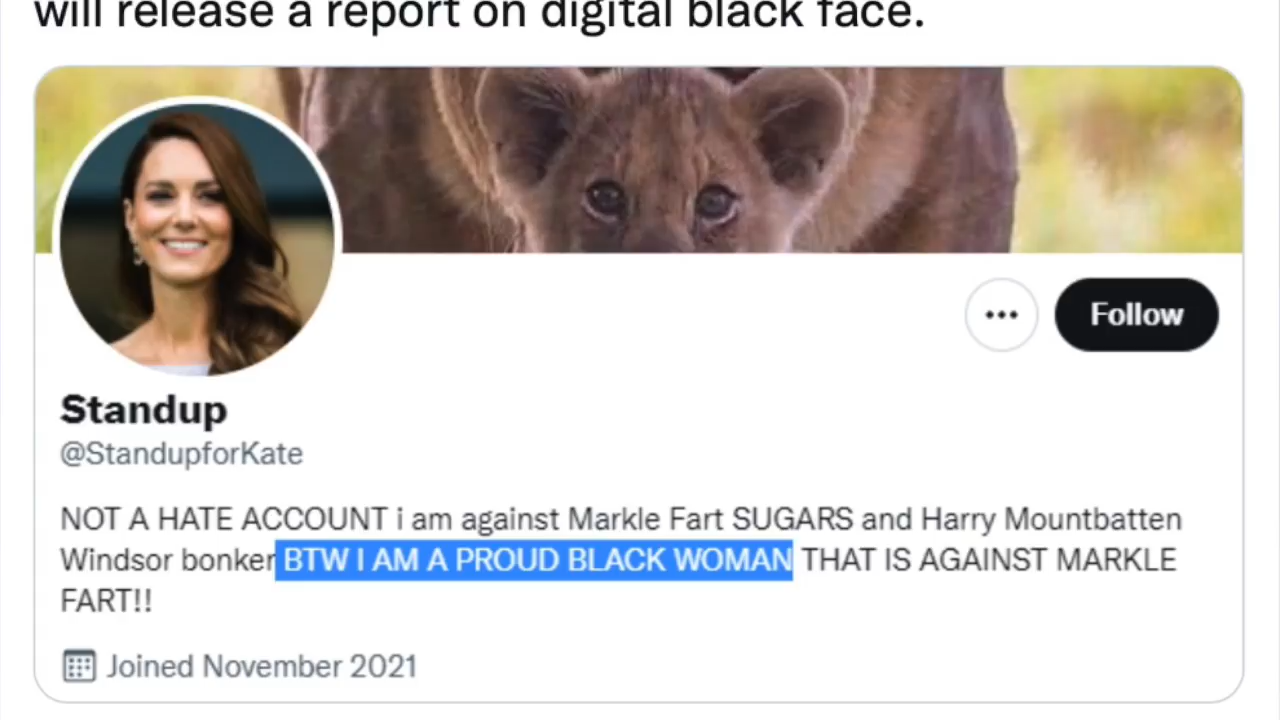 will release a report on digital black face.
Follow
Standup
@StandupforKate
NOT A HATE ACCOUNT i am against Markle Fart SUGARS and Harry Mountbatten
Windsor bonker BTW I AM A PROUD BLACK WOMAN THAT IS AGAINST MARKLE
FART!!
Joined November 2021